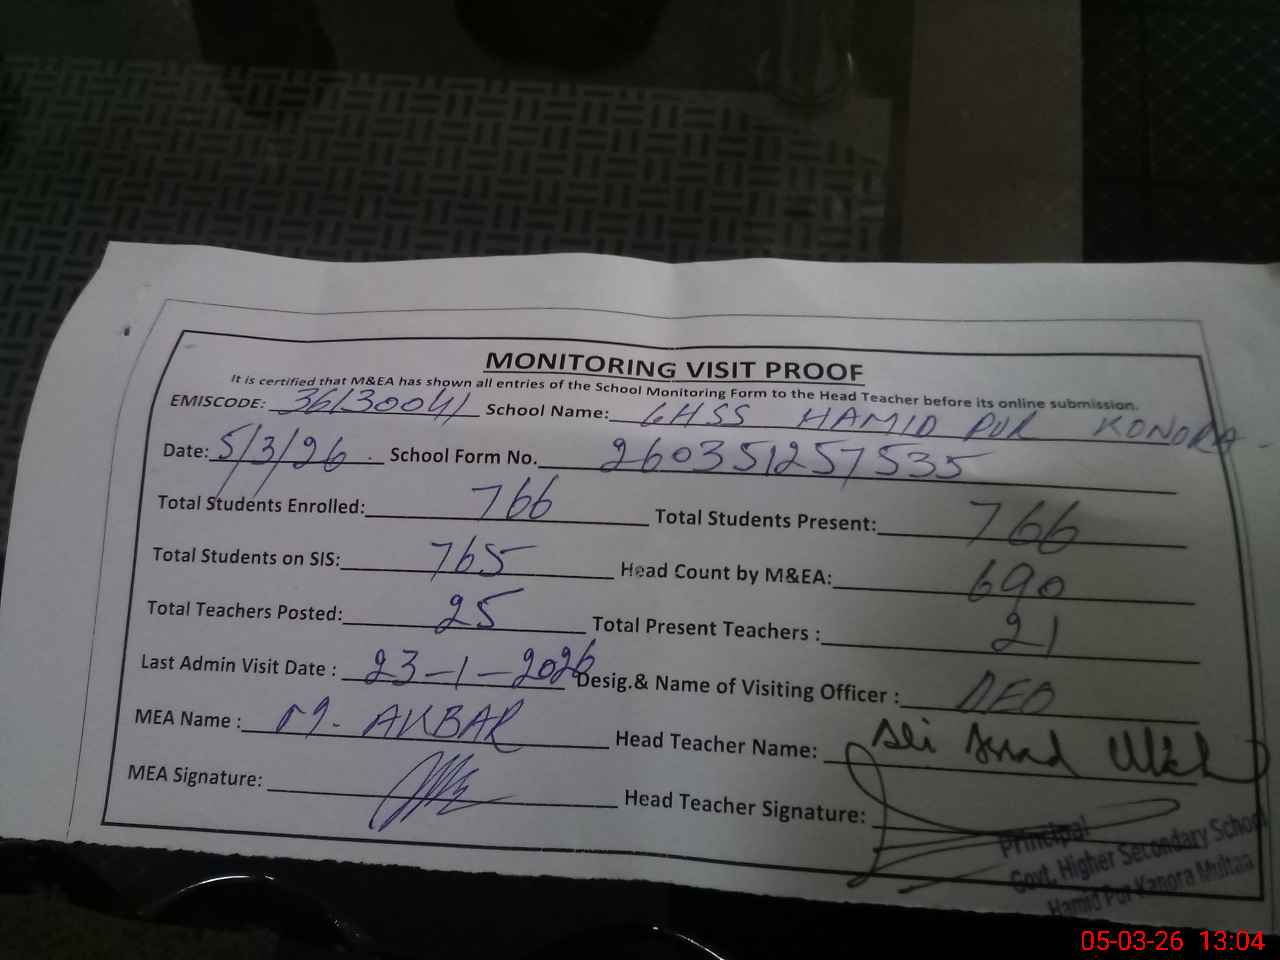 MONITORING VISIT PROOF
It is certified that M&EA has shown all entries of the School Monitoring Form to the Head Teacher before its online submission.
EMISCODE: 36130041 School Name: GHSS HAMID PUR KONORA
Date: 5/3/26 School Form No. 260351257535
Total Students Enrolled: 766 Total Students Present: 766
Total Students on SIS: 765 Head Count by M&EA: 690
Total Teachers Posted: 25 Total Present Teachers : 21
Last Admin Visit Date : 23-1-2026 Desig.& Name of Visiting Officer : DEO
MEA Name : M. AKBAR Head Teacher Name: Ali
MEA Signature: Head Teacher Signature:
Principal
Govt. Higher Secondary School
Hamid Pur Kanora Multan
05-03-26 13:04